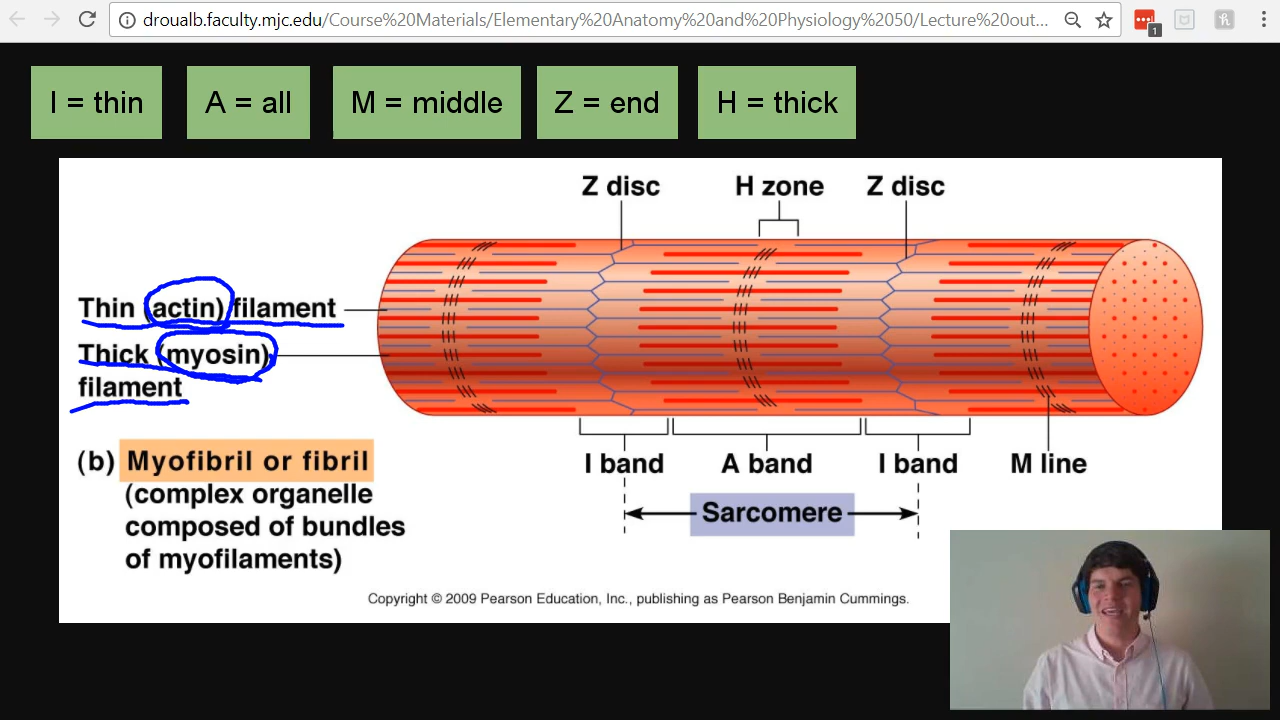 droualb.faculty.mjc.edu/Course%20Materials/Elementary%20Anatomy%20and%20Physiology%2050/Lecture%20out...
1
I = thin
A = all
M = middle
Z = end
H = thick
Z disc
H zone
Z disc
Thin (actin) filament
Thick (myosin)
filament
I band
A band
I band
M line
Sarcomere
(b) Myofibril or fibril
(complex organelle
composed of bundles
of myofilaments)
Copyright © 2009 Pearson Education, Inc., publishing as Pearson Benjamin Cummings.